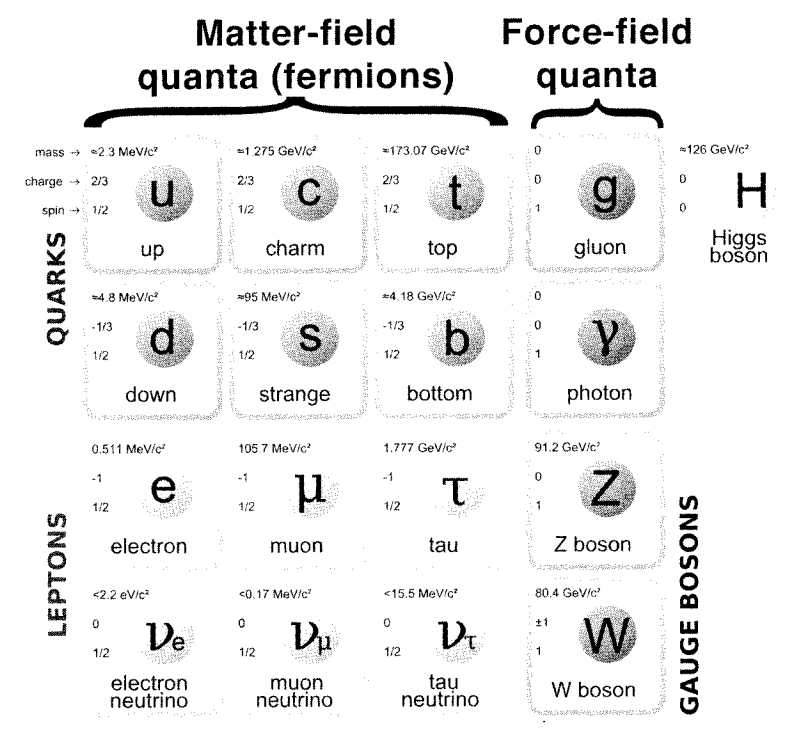 Matter-field
quanta (fermions)
Force-field
quanta
mass →
charge →
spin →
QUARKS
≈2.3 MeV/c²
2/3
1/2
u
up
≈1.275 GeV/c²
2/3
1/2
c
charm
≈173.07 GeV/c²
2/3
1/2
t
top
0
0
1
g
gluon
≈126 GeV/c²
0
0
H
Higgs
boson
≈4.8 MeV/c²
-1/3
1/2
d
down
≈95 MeV/c²
-1/3
1/2
s
strange
≈4.18 GeV/c²
-1/3
1/2
b
bottom
0
0
1
γ
photon
LEPTONS
0.511 MeV/c²
-1
1/2
e
electron
105.7 MeV/c²
-1
1/2
μ
muon
1.777 GeV/c²
-1
1/2
τ
tau
91.2 GeV/c²
0
1
Z
Z boson
GAUGE BOSONS
<2.2 eV/c²
0
1/2
νe
electron
neutrino
<0.17 MeV/c²
0
1/2
νμ
muon
neutrino
<15.5 MeV/c²
0
1/2
ντ
tau
neutrino
80.4 GeV/c²
±1
1
W
W boson